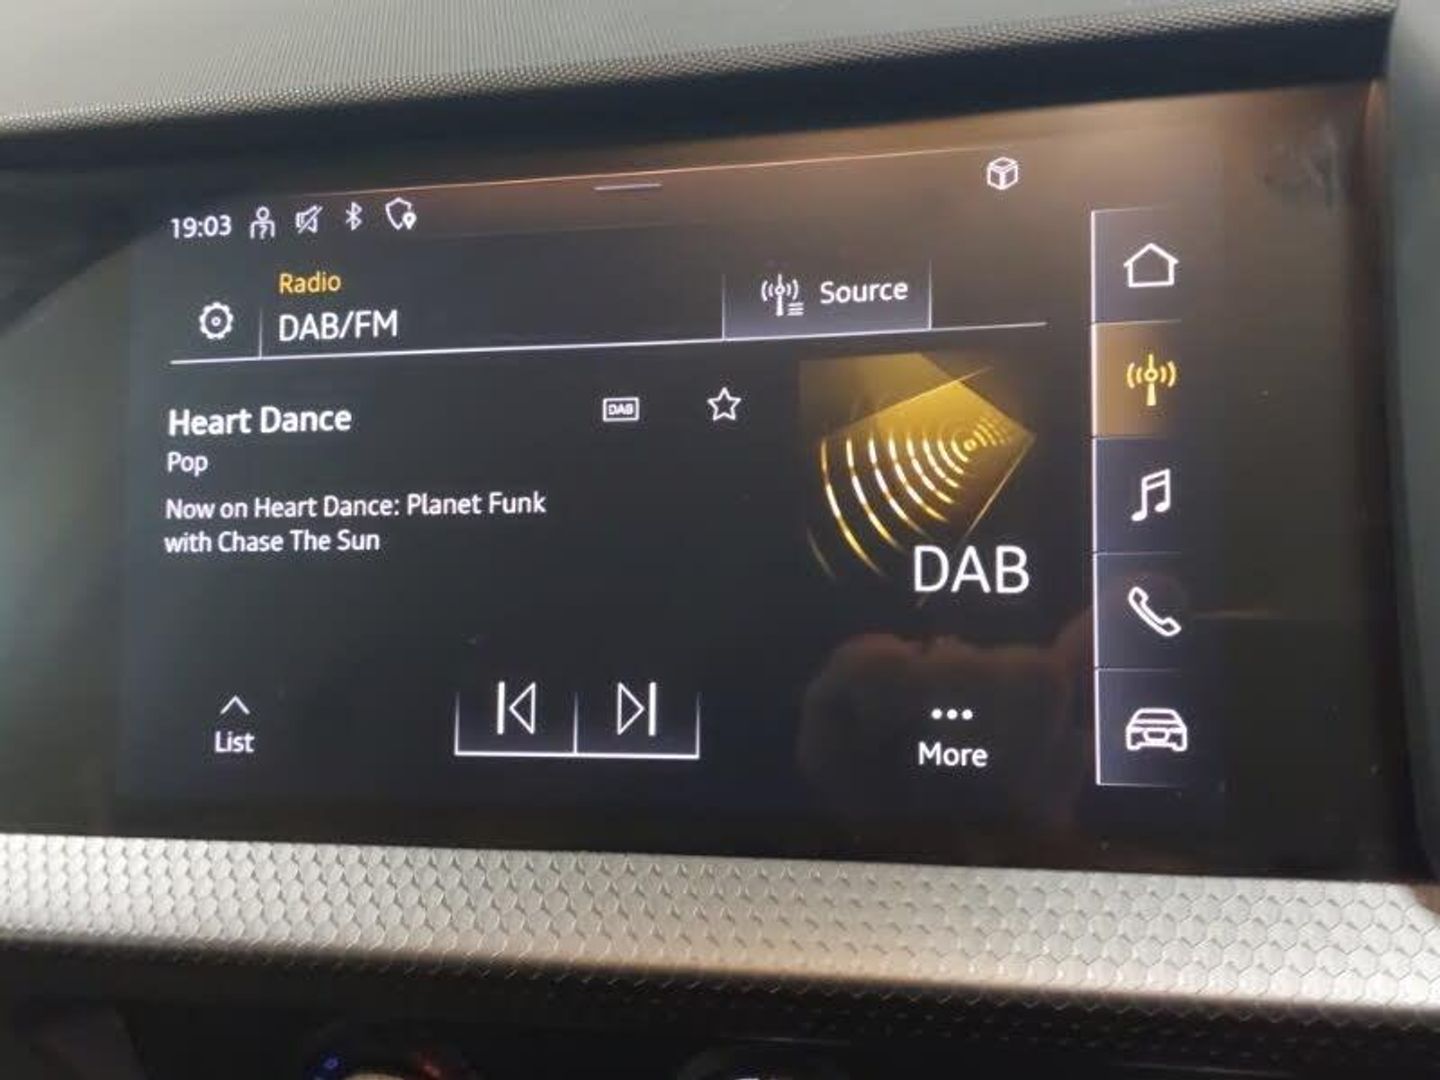 19:03
Radio
DAB/FM
Source
Heart Dance
DAB
Pop
Now on Heart Dance: Planet Funk
with Chase The Sun
DAB
List
More